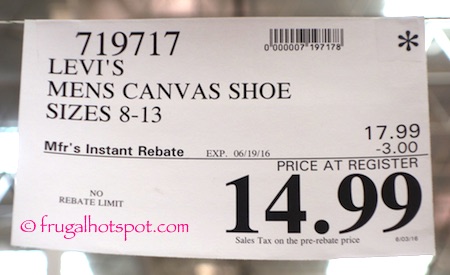 719717
0000007197178
*
LEVI'S
MENS CANVAS SHOE
SIZES 8-13
17.99
Mfr's Instant Rebate EXP. 06/19/16 -3.00
PRICE AT REGISTER
NO
REBATE LIMIT
14.99
© frugalhotspot.com
Sales Tax on the pre-rebate price
6/03/16